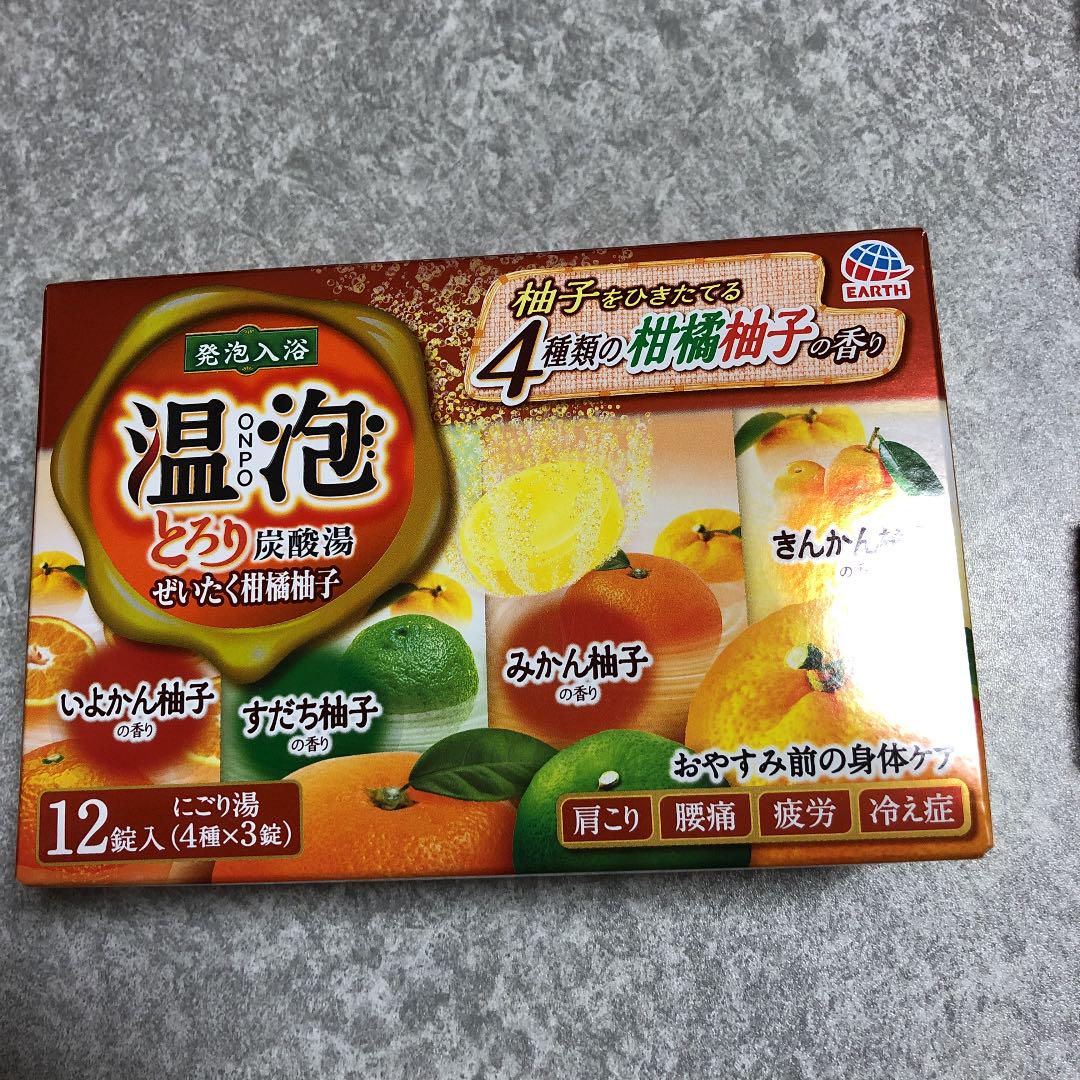 柚子をひきたてる
4種類の柑橘柚子の香り
EARTH
発泡入浴
温泡
ONPO
とろり炭酸湯
ぜいたく柑橘柚子
きんかん
の
みかん柚子
の香り
いよかん柚子
の香り
すだち柚子
の香り
おやすみ前の身体ケア
肩こり 腰痛 疲労 冷え症
12錠入 にごり湯
(4種×3錠)